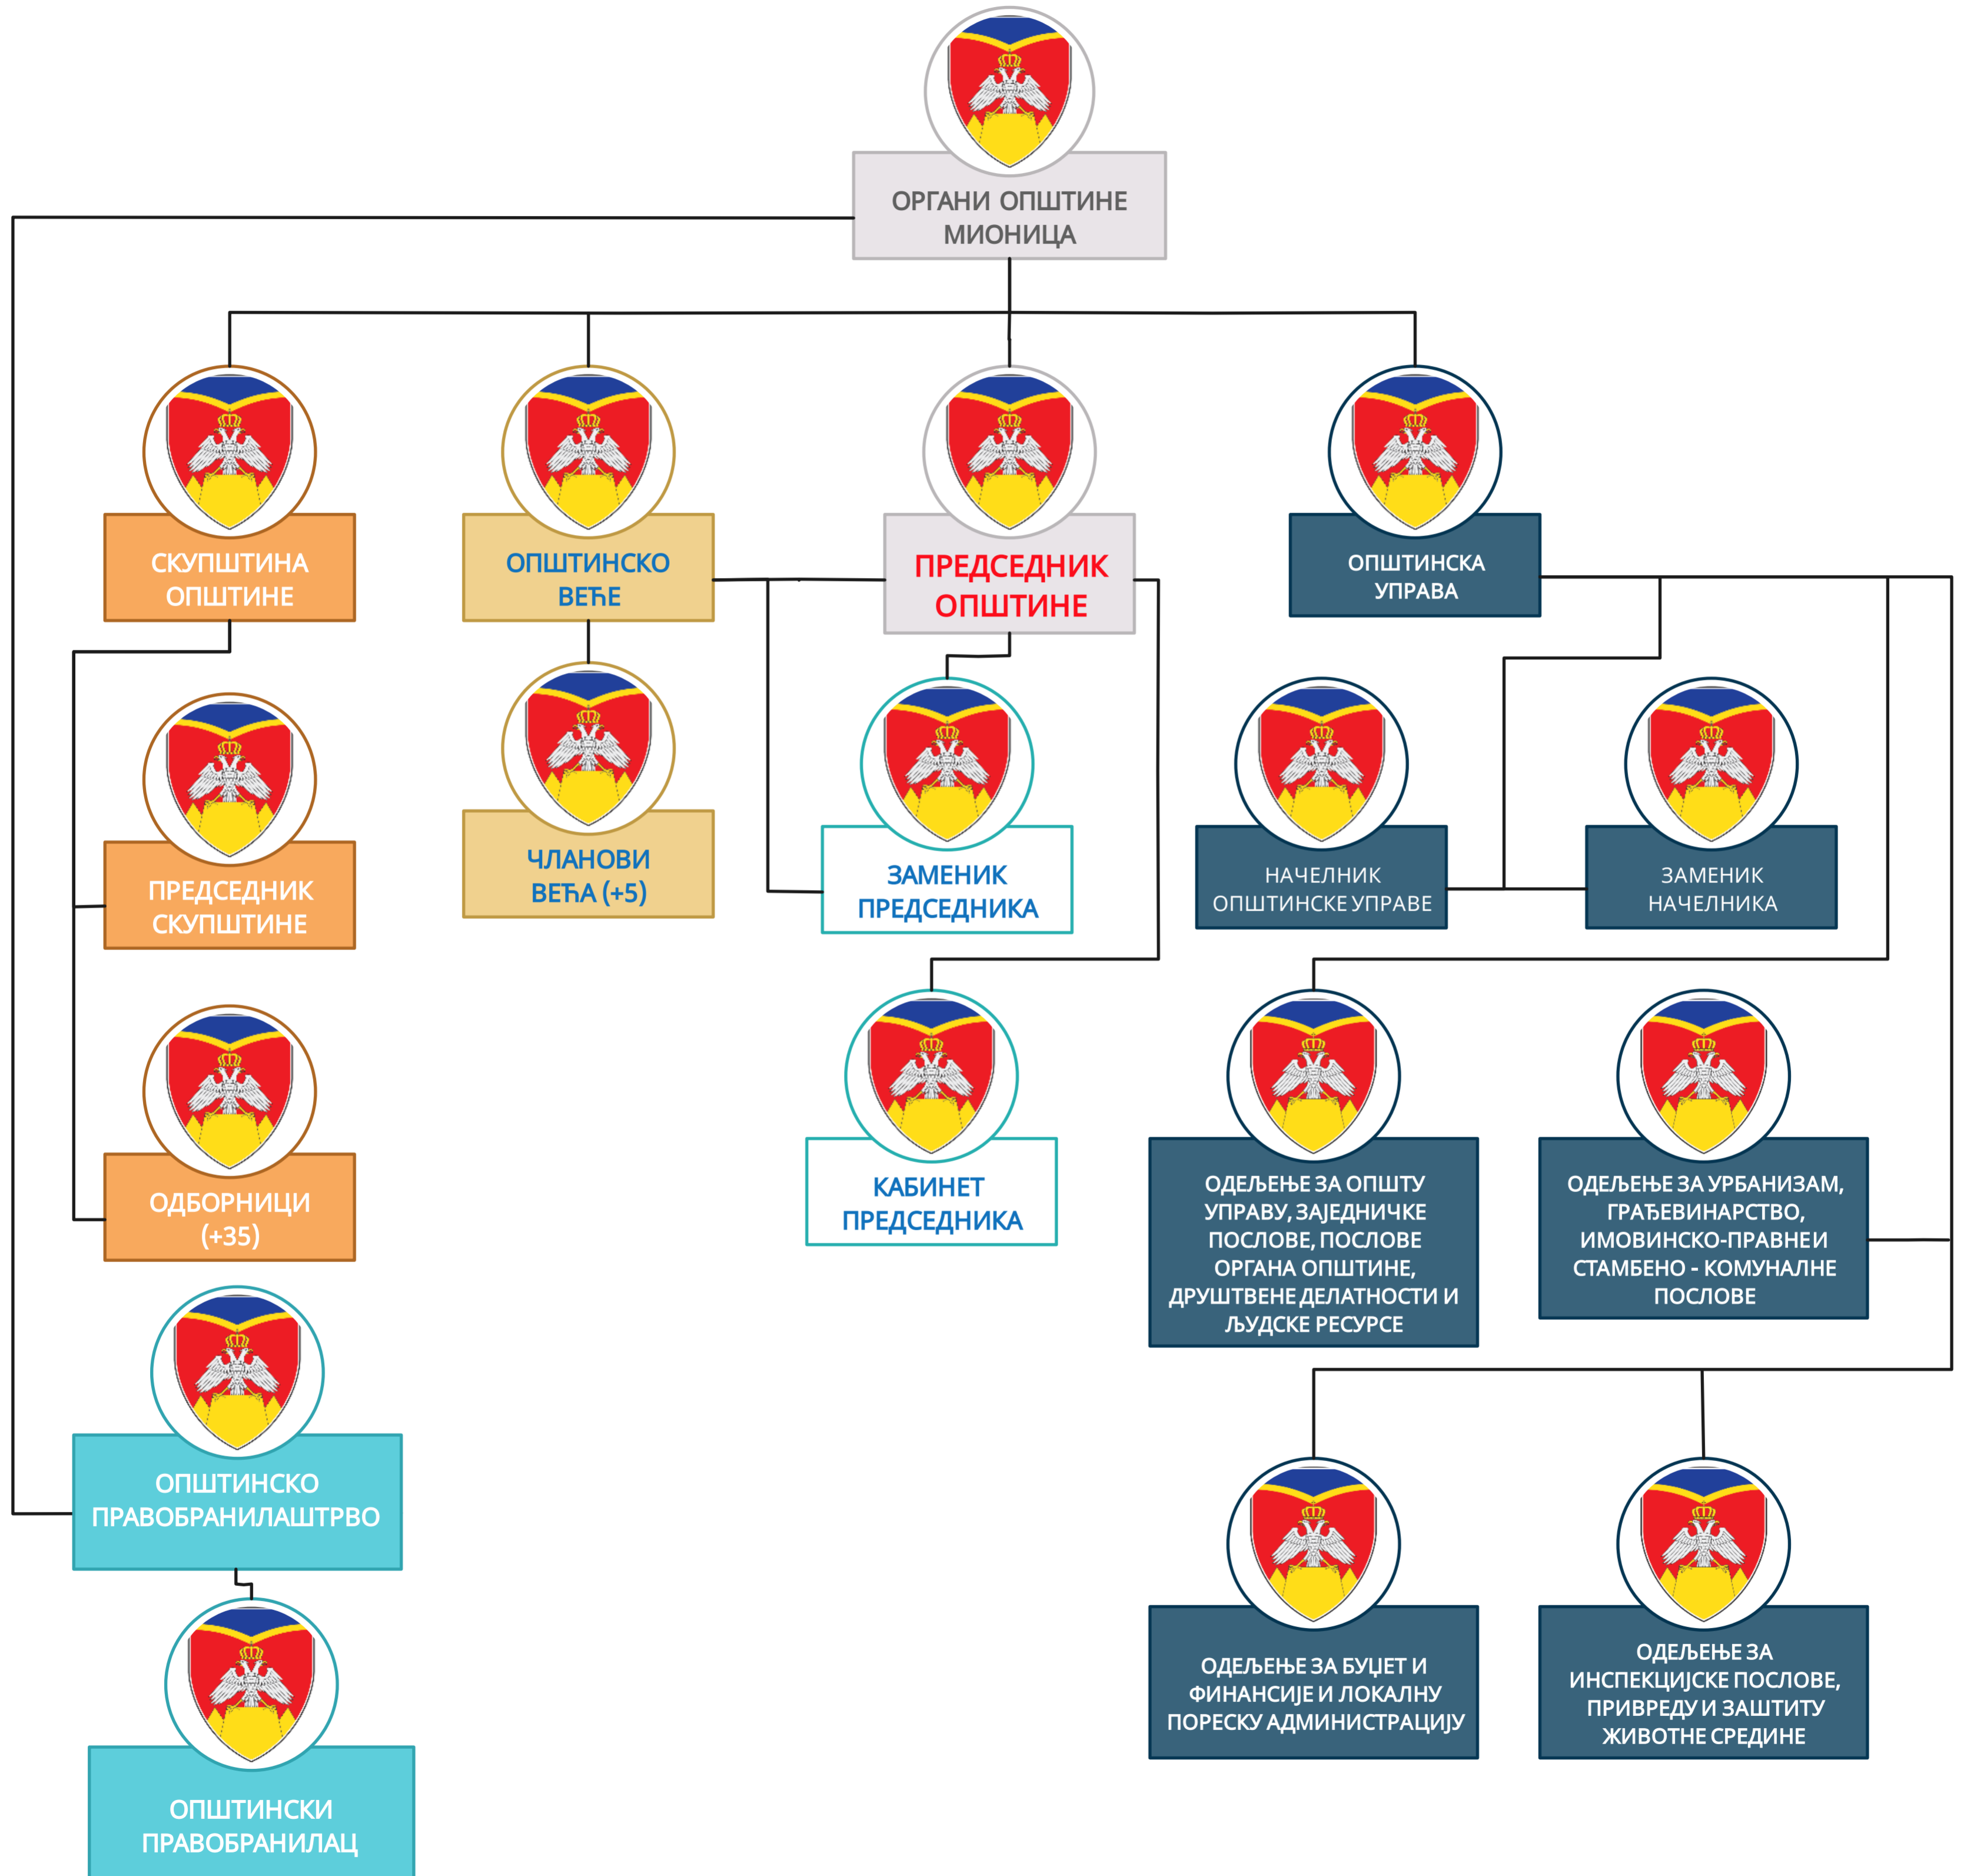 ОРГАНИ ОПШТИНЕ
МИОНИЦА
СКУПШТИНА
ОПШТИНЕ
ОПШТИНСКО
ВЕЋЕ
ПРЕДСЕДНИК
ОПШТИНЕ
ОПШТИНСКА
УПРАВА
ПРЕДСЕДНИК
СКУПШТИНЕ
ЧЛАНОВИ
ВЕЋА (+5)
ЗАМЕНИК
ПРЕДСЕДНИКА
НАЧЕЛНИК
ОПШТИНСКЕ УПРАВЕ
ЗАМЕНИК
НАЧЕЛНИКА
ОДБОРНИЦИ
(+35)
КАБИНЕТ
ПРЕДСЕДНИКА
ОДЕЉЕЊЕ ЗА ОПШТУ
УПРАВУ, ЗАЈЕДНИЧКЕ
ПОСЛОВЕ, ПОСЛОВЕ
ОРГАНА ОПШТИНЕ,
ДРУШТВЕНЕ ДЕЛАТНОСТИ И
ЉУДСКЕ РЕСУРСЕ
ОДЕЉЕЊЕ ЗА УРБАНИЗАМ,
ГРАЂЕВИНАРСТВО,
ИМОВИНСКО-ПРАВНЕ И
СТАМБЕНО - КОМУНАЛНЕ
ПОСЛОВЕ
ОПШТИНСКО
ПРАВОБРАНИЛАШТРВО
ОДЕЉЕЊЕ ЗА БУЏЕТ И
ФИНАНСИЈЕ И ЛОКАЛНУ
ПОРЕСКУ АДМИНИСТРАЦИЈУ
ОДЕЉЕЊЕ ЗА
ИНСПЕКЦИЈСКЕ ПОСЛОВЕ,
ПРИВРЕДУ И ЗАШТИТУ
ЖИВОТНЕ СРЕДИНЕ
ОПШТИНСКИ
ПРАВОБРАНИЛАЦ